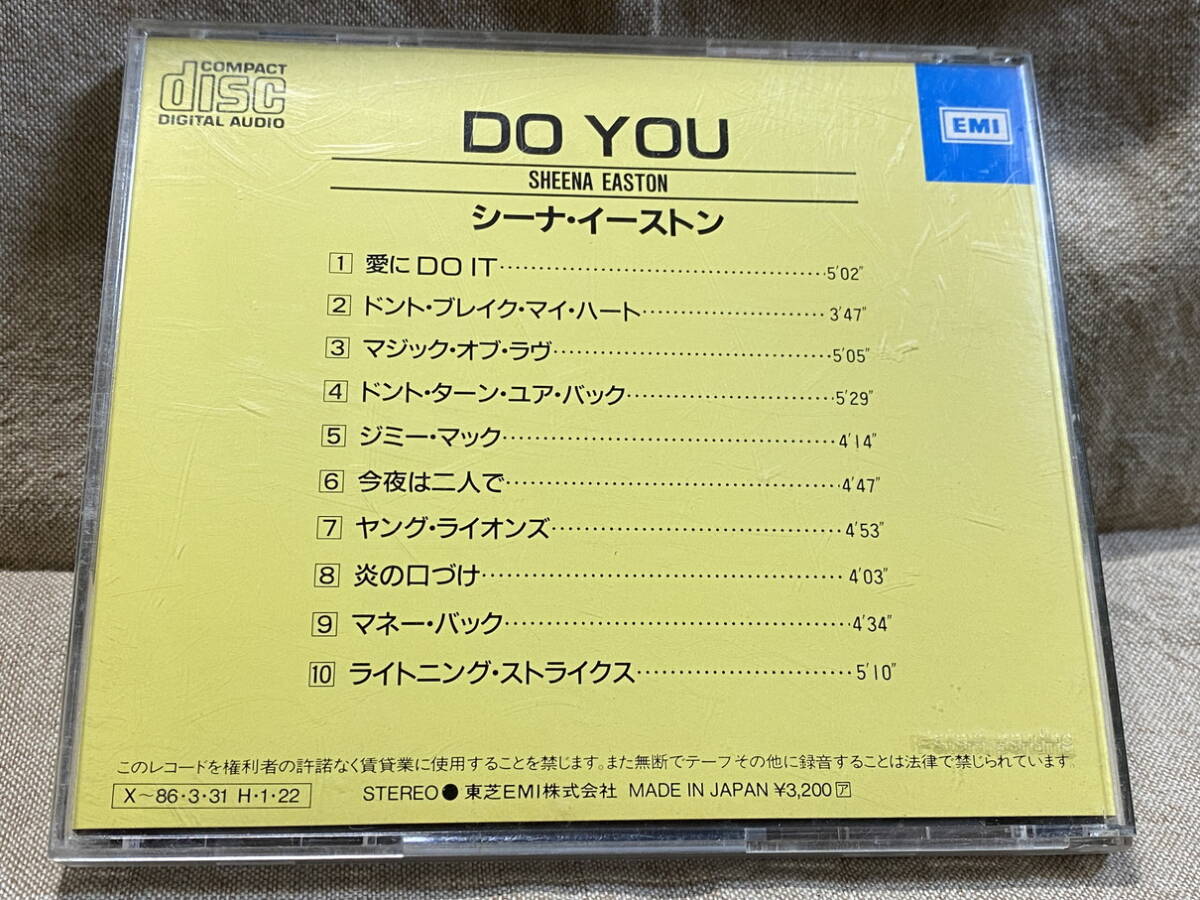 COMPACT
disc
DIGITAL AUDIO
EMI
DO YOU
SHEENA EASTON
シーナ・イーストン
1 愛に DO IT 5'02"
2 ドント・ブレイク・マイ・ハート 3'47"
3 マジック・オブ・ラヴ 5'05"
4 ドント・ターン・ユア・バック 5'29"
5 ジミー・マック 4'14"
6 今夜は二人で 4'47"
7 ヤング・ライオンズ 4'53"
8 炎の口づけ 4'03"
9 マネー・バック 4'34"
10 ライトニング・ストライクス 5'10"
このレコードを権利者の許諾なく賃貸業に使用することを禁じます。また無断でテープその他に録音することは法律で禁じられています。
X〜86・3・31 H・1・22
STEREO● 東芝EMI株式会社 MADE IN JAPAN ¥3,200 ア